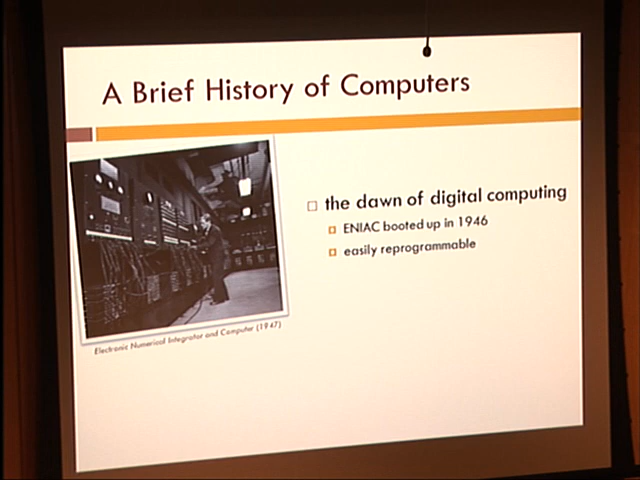 A Brief History of Computers
the dawn of digital computing
ENIAC booted up in 1946
easily reprogrammable
Electronic Numerical Integrator and Computer (1947)